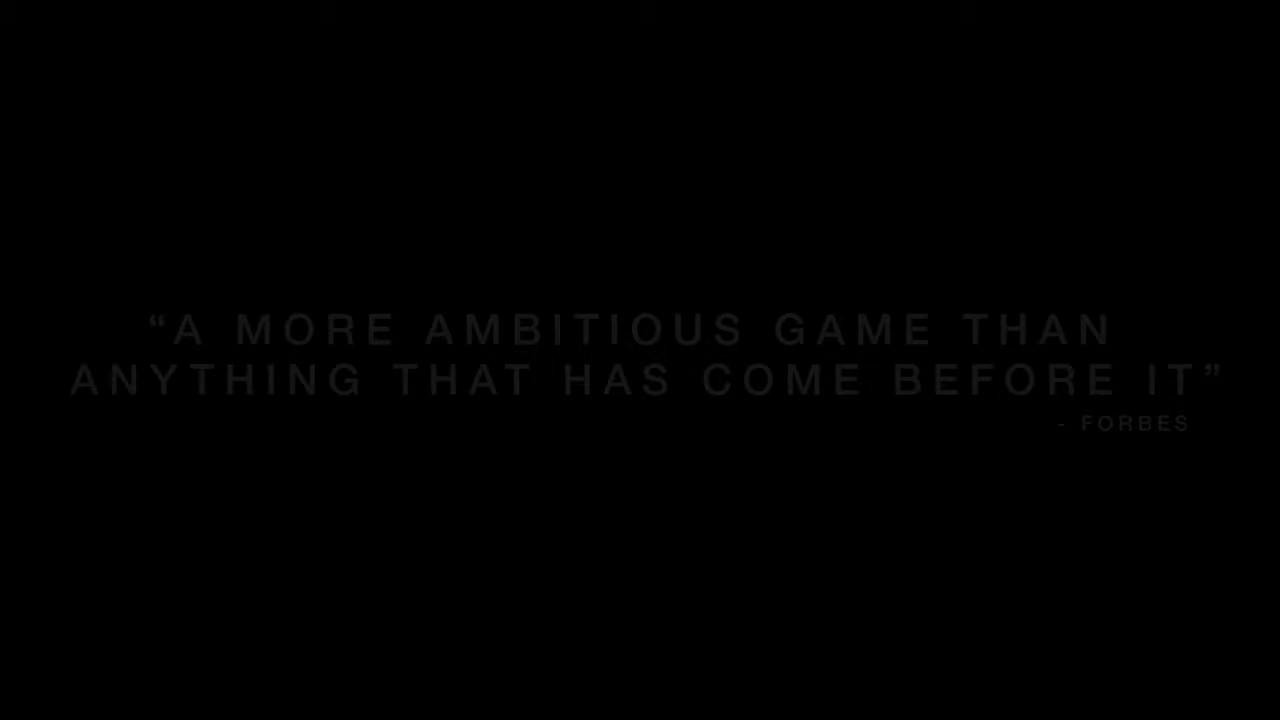 “A MORE AMBITIOUS GAME THAN
ANYTHING THAT HAS COME BEFORE IT”
- FORBES